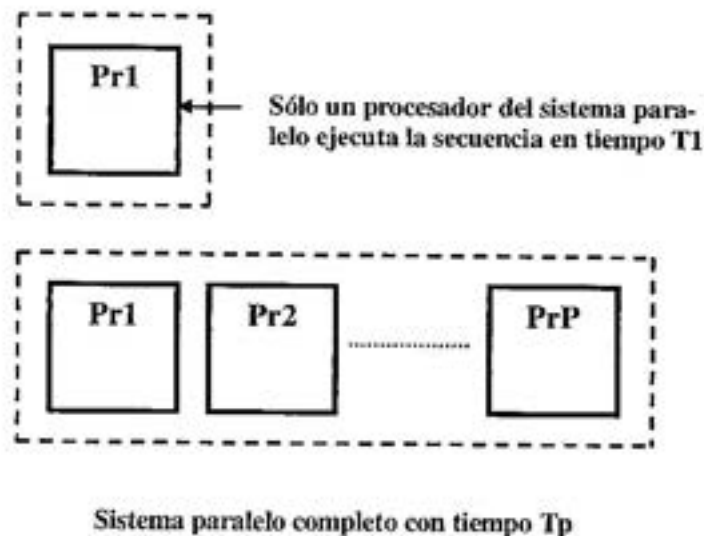 Pr1
Sólo un procesador del sistema para-
lelo ejecuta la secuencia en tiempo T1
Pr1 Pr2 PrP
Sistema paralelo completo con tiempo Tp